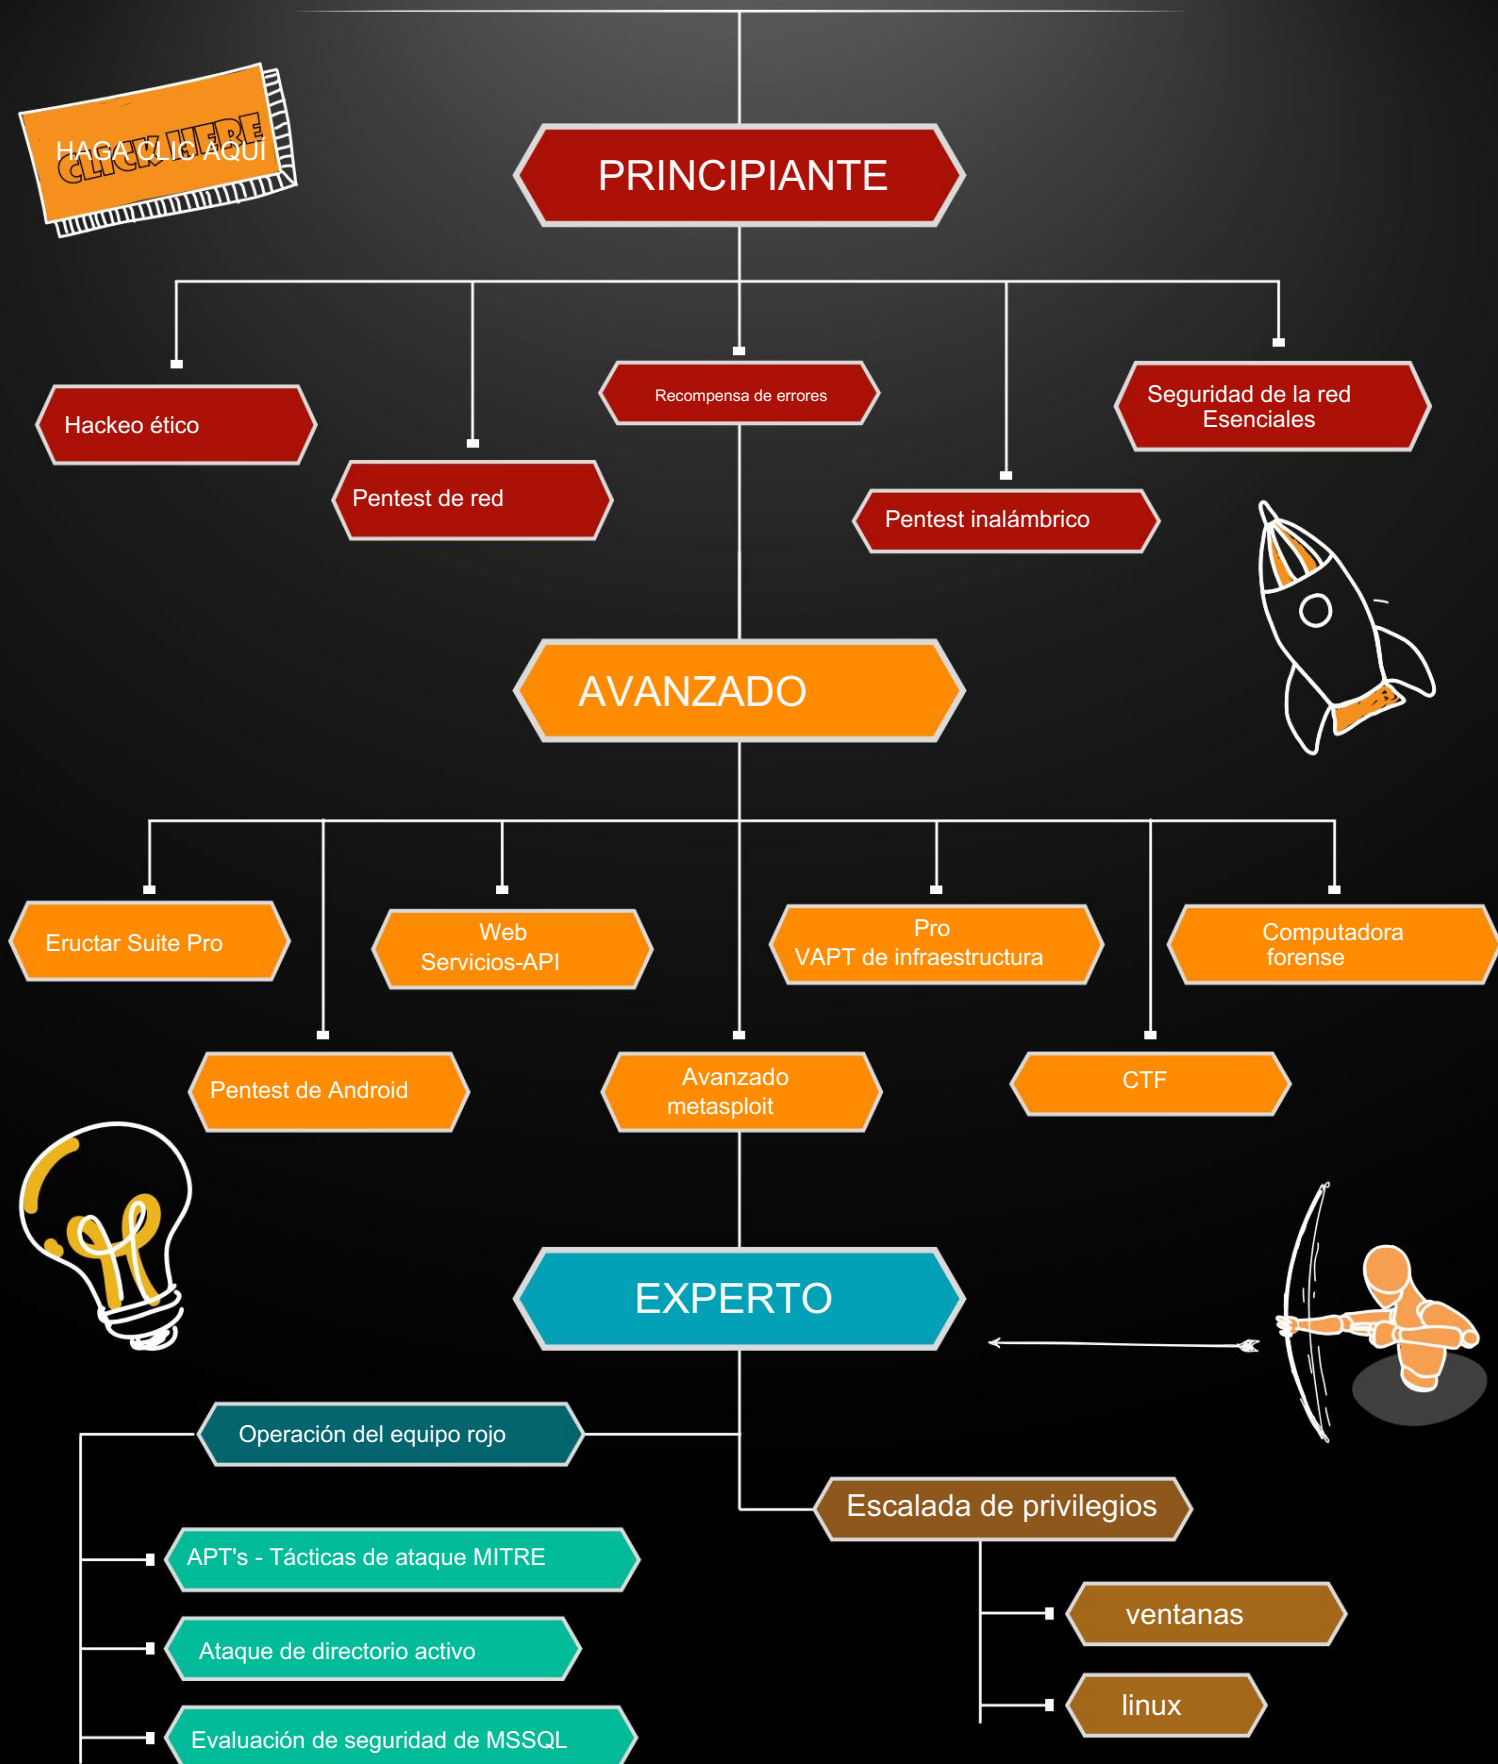 HAGA CLIC AQUÍ
CLICK HERE
PRINCIPIANTE
Hackeo ético
Pentest de red
Recompensa de errores
Pentest inalámbrico
Seguridad de la red
Esenciales
AVANZADO
Eructar Suite Pro
Web
Servicios-API
Pro
VAPT de infraestructura
Computadora
forense
Pentest de Android
Avanzado
metasploit
CTF
EXPERTO
Operación del equipo rojo
Escalada de privilegios
APT's - Tácticas de ataque MITRE
ventanas
Ataque de directorio activo
linux
Evaluación de seguridad de MSSQL